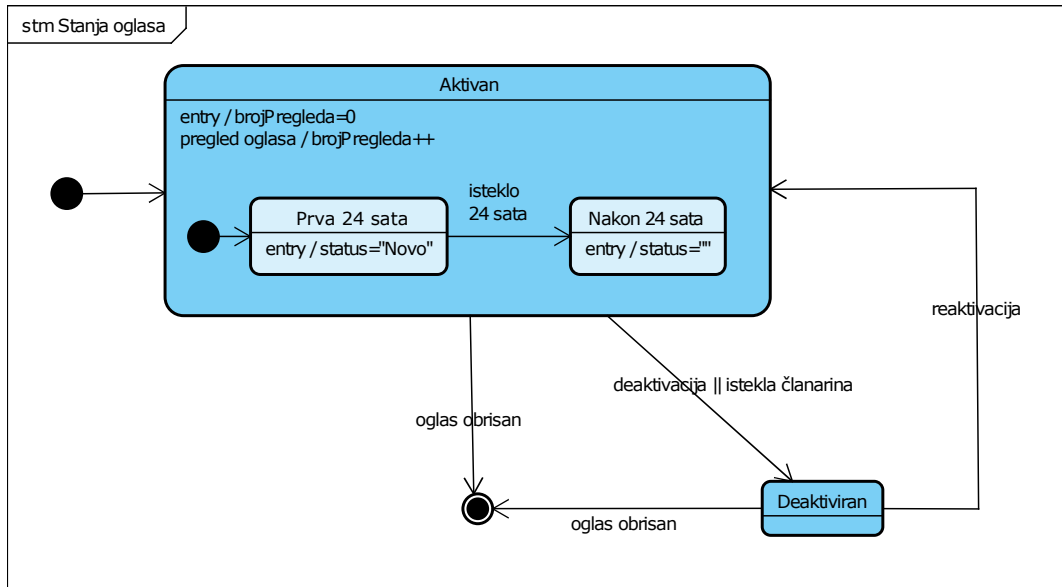 stm Stanja oglasa
Aktivan
entry / brojPregleda=0
pregled oglasa / brojPregleda++
isteklo
24 sata
Prva 24 sata
entry / status="Novo"
Nakon 24 sata
entry / status=""
reaktivacija
deaktivacija || istekla članarina
oglas obrisan
Deaktiviran
oglas obrisan